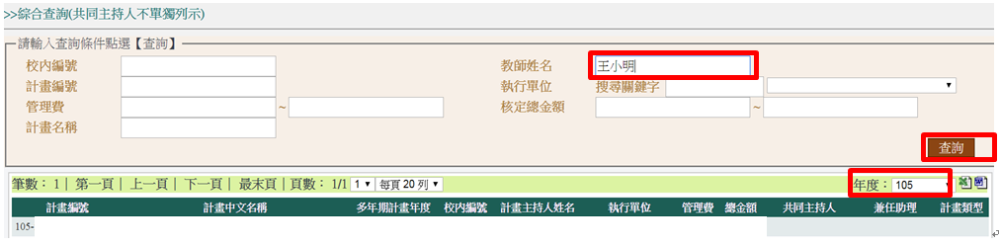 >>綜合查詢(共同主持人不單獨列示)
請輸入查詢條件點選【查詢】
校內編號 教師姓名 王小明
計畫編號 執行單位 搜尋關鍵字
管理費 ~ 核定總金額 ~
計畫名稱
查詢
筆數： 1｜ 第一頁｜ 上一頁｜ 下一頁｜ 最末頁｜頁數： 1/1 1 每頁 20 列 年度： 105
計畫編號 計畫中文名稱 多年期計畫年度 校內編號 計畫主持人姓名 執行單位 管理費 總金額 共同主持人 兼任助理 計畫類型
105-